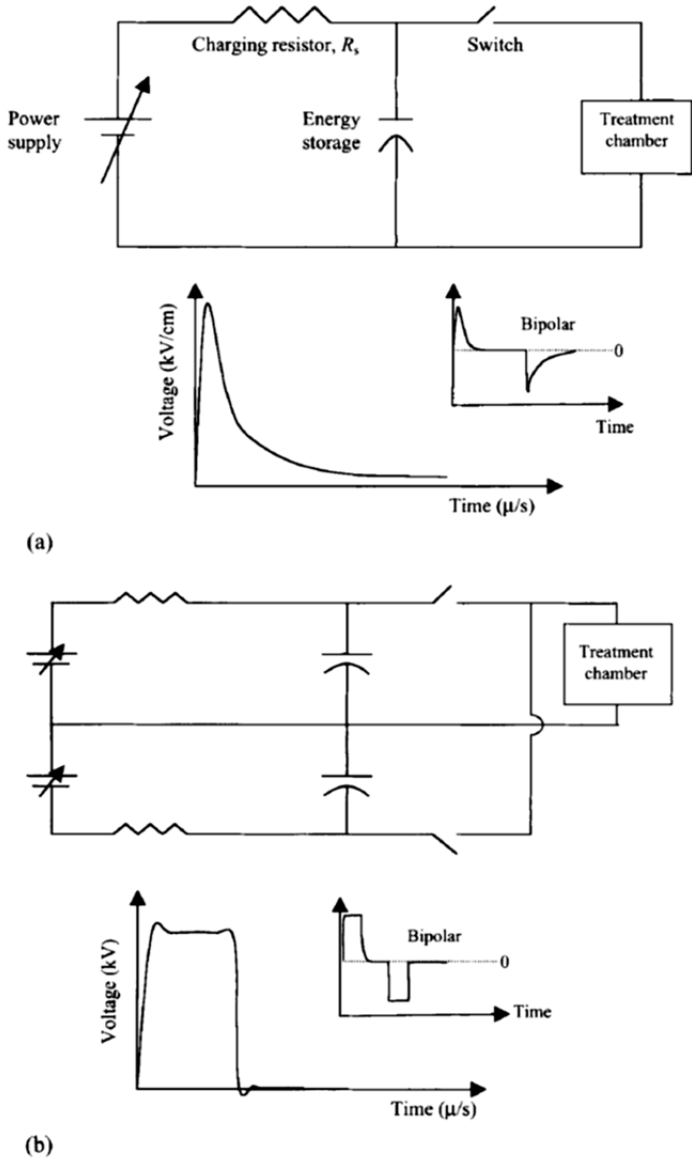 Charging resistor, Rs
Switch
Power
supply
Energy
storage
Treatment
chamber
Voltage (kV/cm)
Bipolar
0
Time
Time (μ/s)
(a)
Treatment
chamber
Voltage (kV)
Bipolar
0
Time
Time (μ/s)
(b)